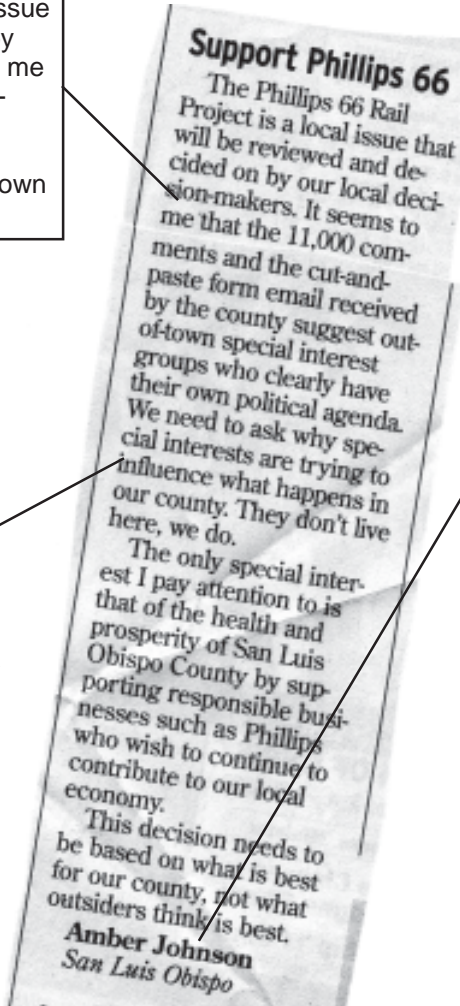 issue
y
me
-
own
Support Phillips 66
The Phillips 66 Rail
Project is a local issue that
will be reviewed and de-
cided on by our local deci-
sion-makers. It seems to
me that the 11,000 com-
ments and the cut-and-
paste form email received
by the county suggest out-
of-town special interest
groups who clearly have
their own political agenda.
We need to ask why spe-
cial interests are trying to
influence what happens in
our county. They don't live
here, we do.
The only special inter-
est I pay attention to is
that of the health and
prosperity of San Luis
Obispo County by sup-
porting responsible busi-
nesses such as Phillips
who wish to continue to
contribute to our local
economy.
This decision needs to
be based on what is best
for our county, not what
outsiders think is best.
Amber Johnson
San Luis Obispo